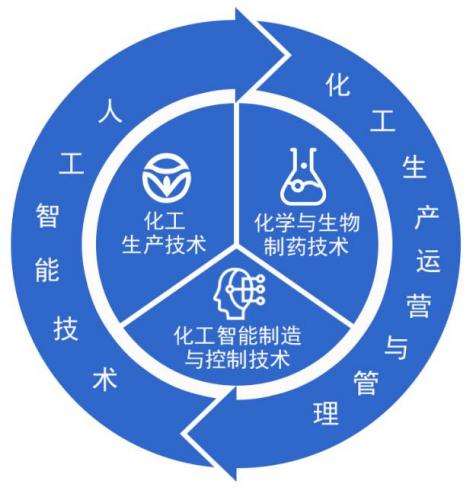 人工智能技术
化工生产运营与管理
化工
生产技术
化学与生物
制药技术
化工智能制造
与控制技术